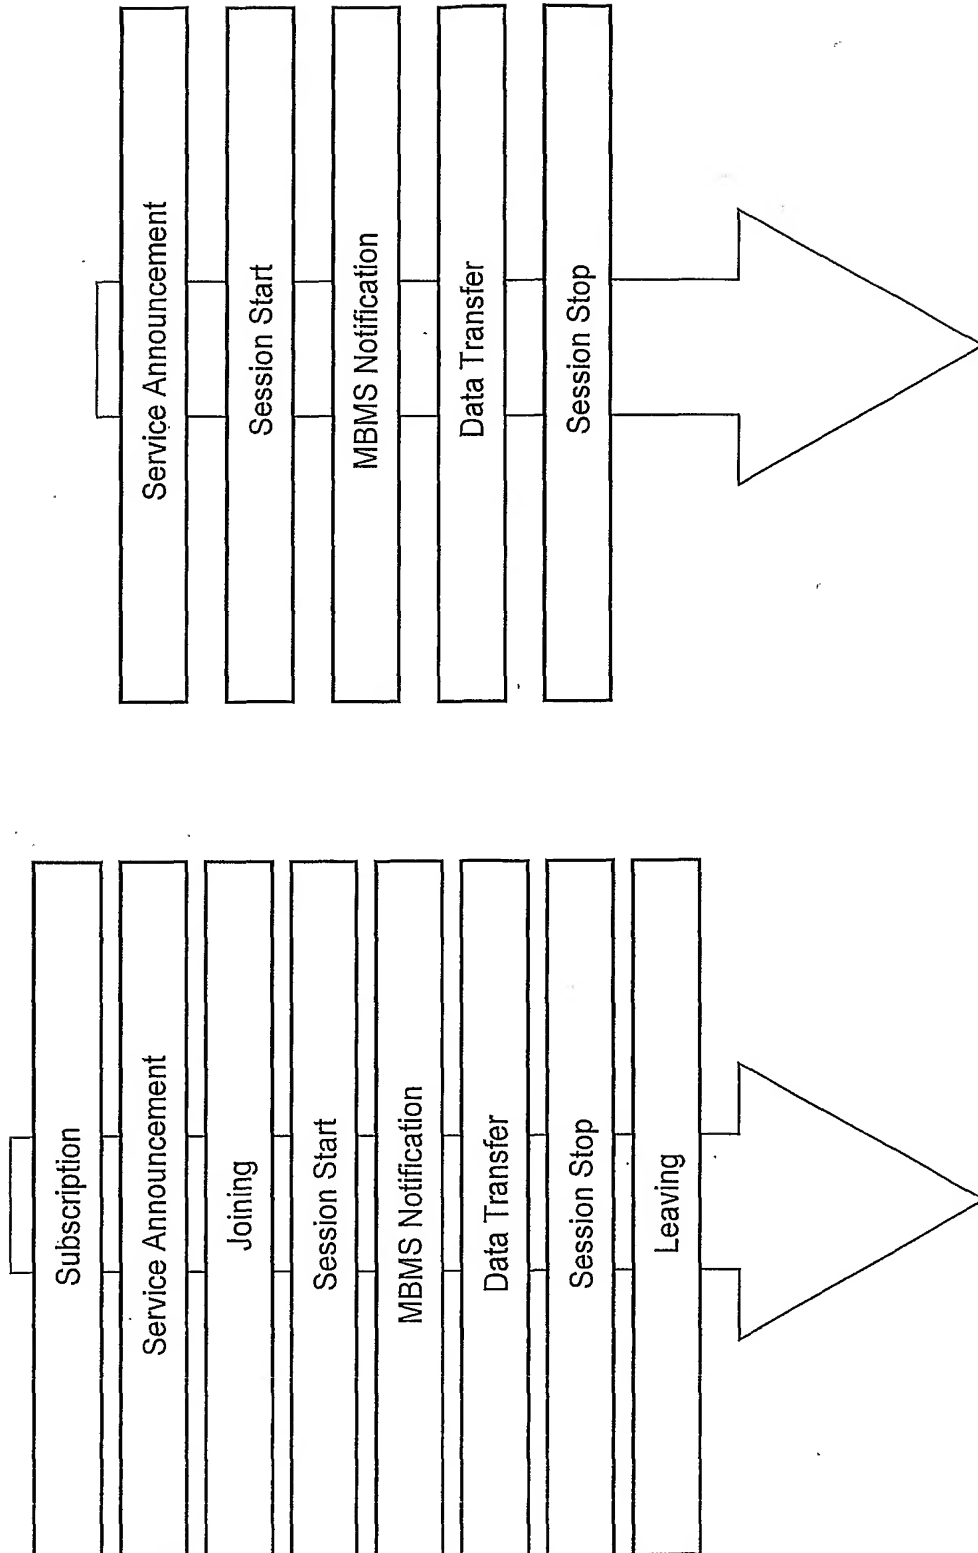 Subscription
Service Announcement
Joining
Session Start
MBMS Notification
Data Transfer
Session Stop
Leaving
Service Announcement
Session Start
MBMS Notification
Data Transfer
Session Stop